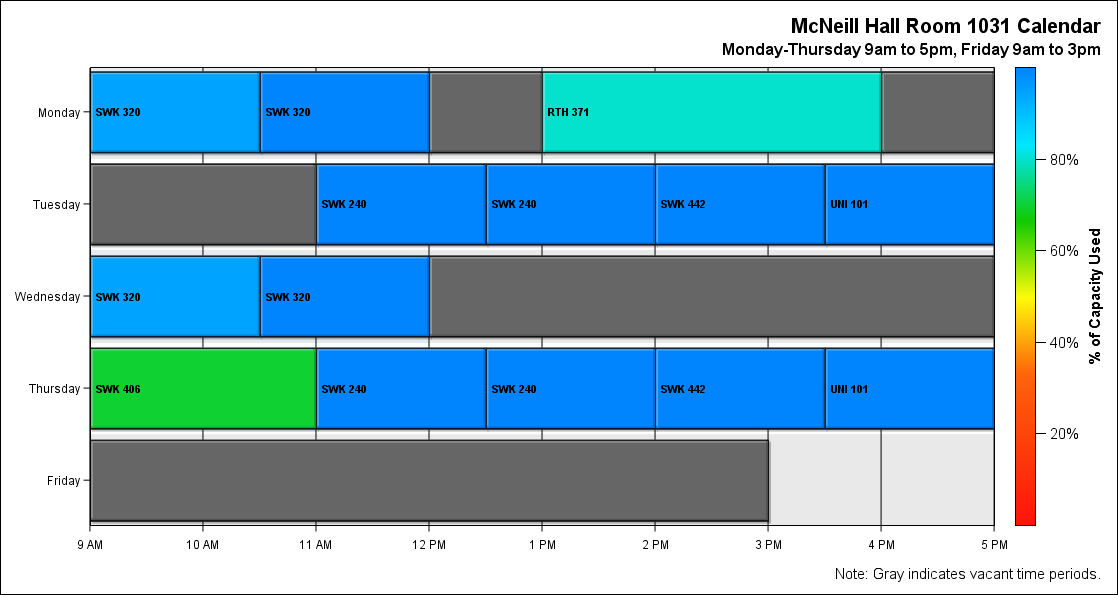 McNeill Hall Room 1031 Calendar
Monday-Thursday 9am to 5pm, Friday 9am to 3pm
Monday
SWK 320
SWK 320
RTH 371
Tuesday
SWK 240
SWK 240
SWK 442
UNI 101
Wednesday
SWK 320
SWK 320
Thursday
SWK 406
SWK 240
SWK 240
SWK 442
UNI 101
Friday
9 AM
10 AM
11 AM
12 PM
1 PM
2 PM
3 PM
4 PM
5 PM
80%
60%
40%
20%
% of Capacity Used
Note: Gray indicates vacant time periods.